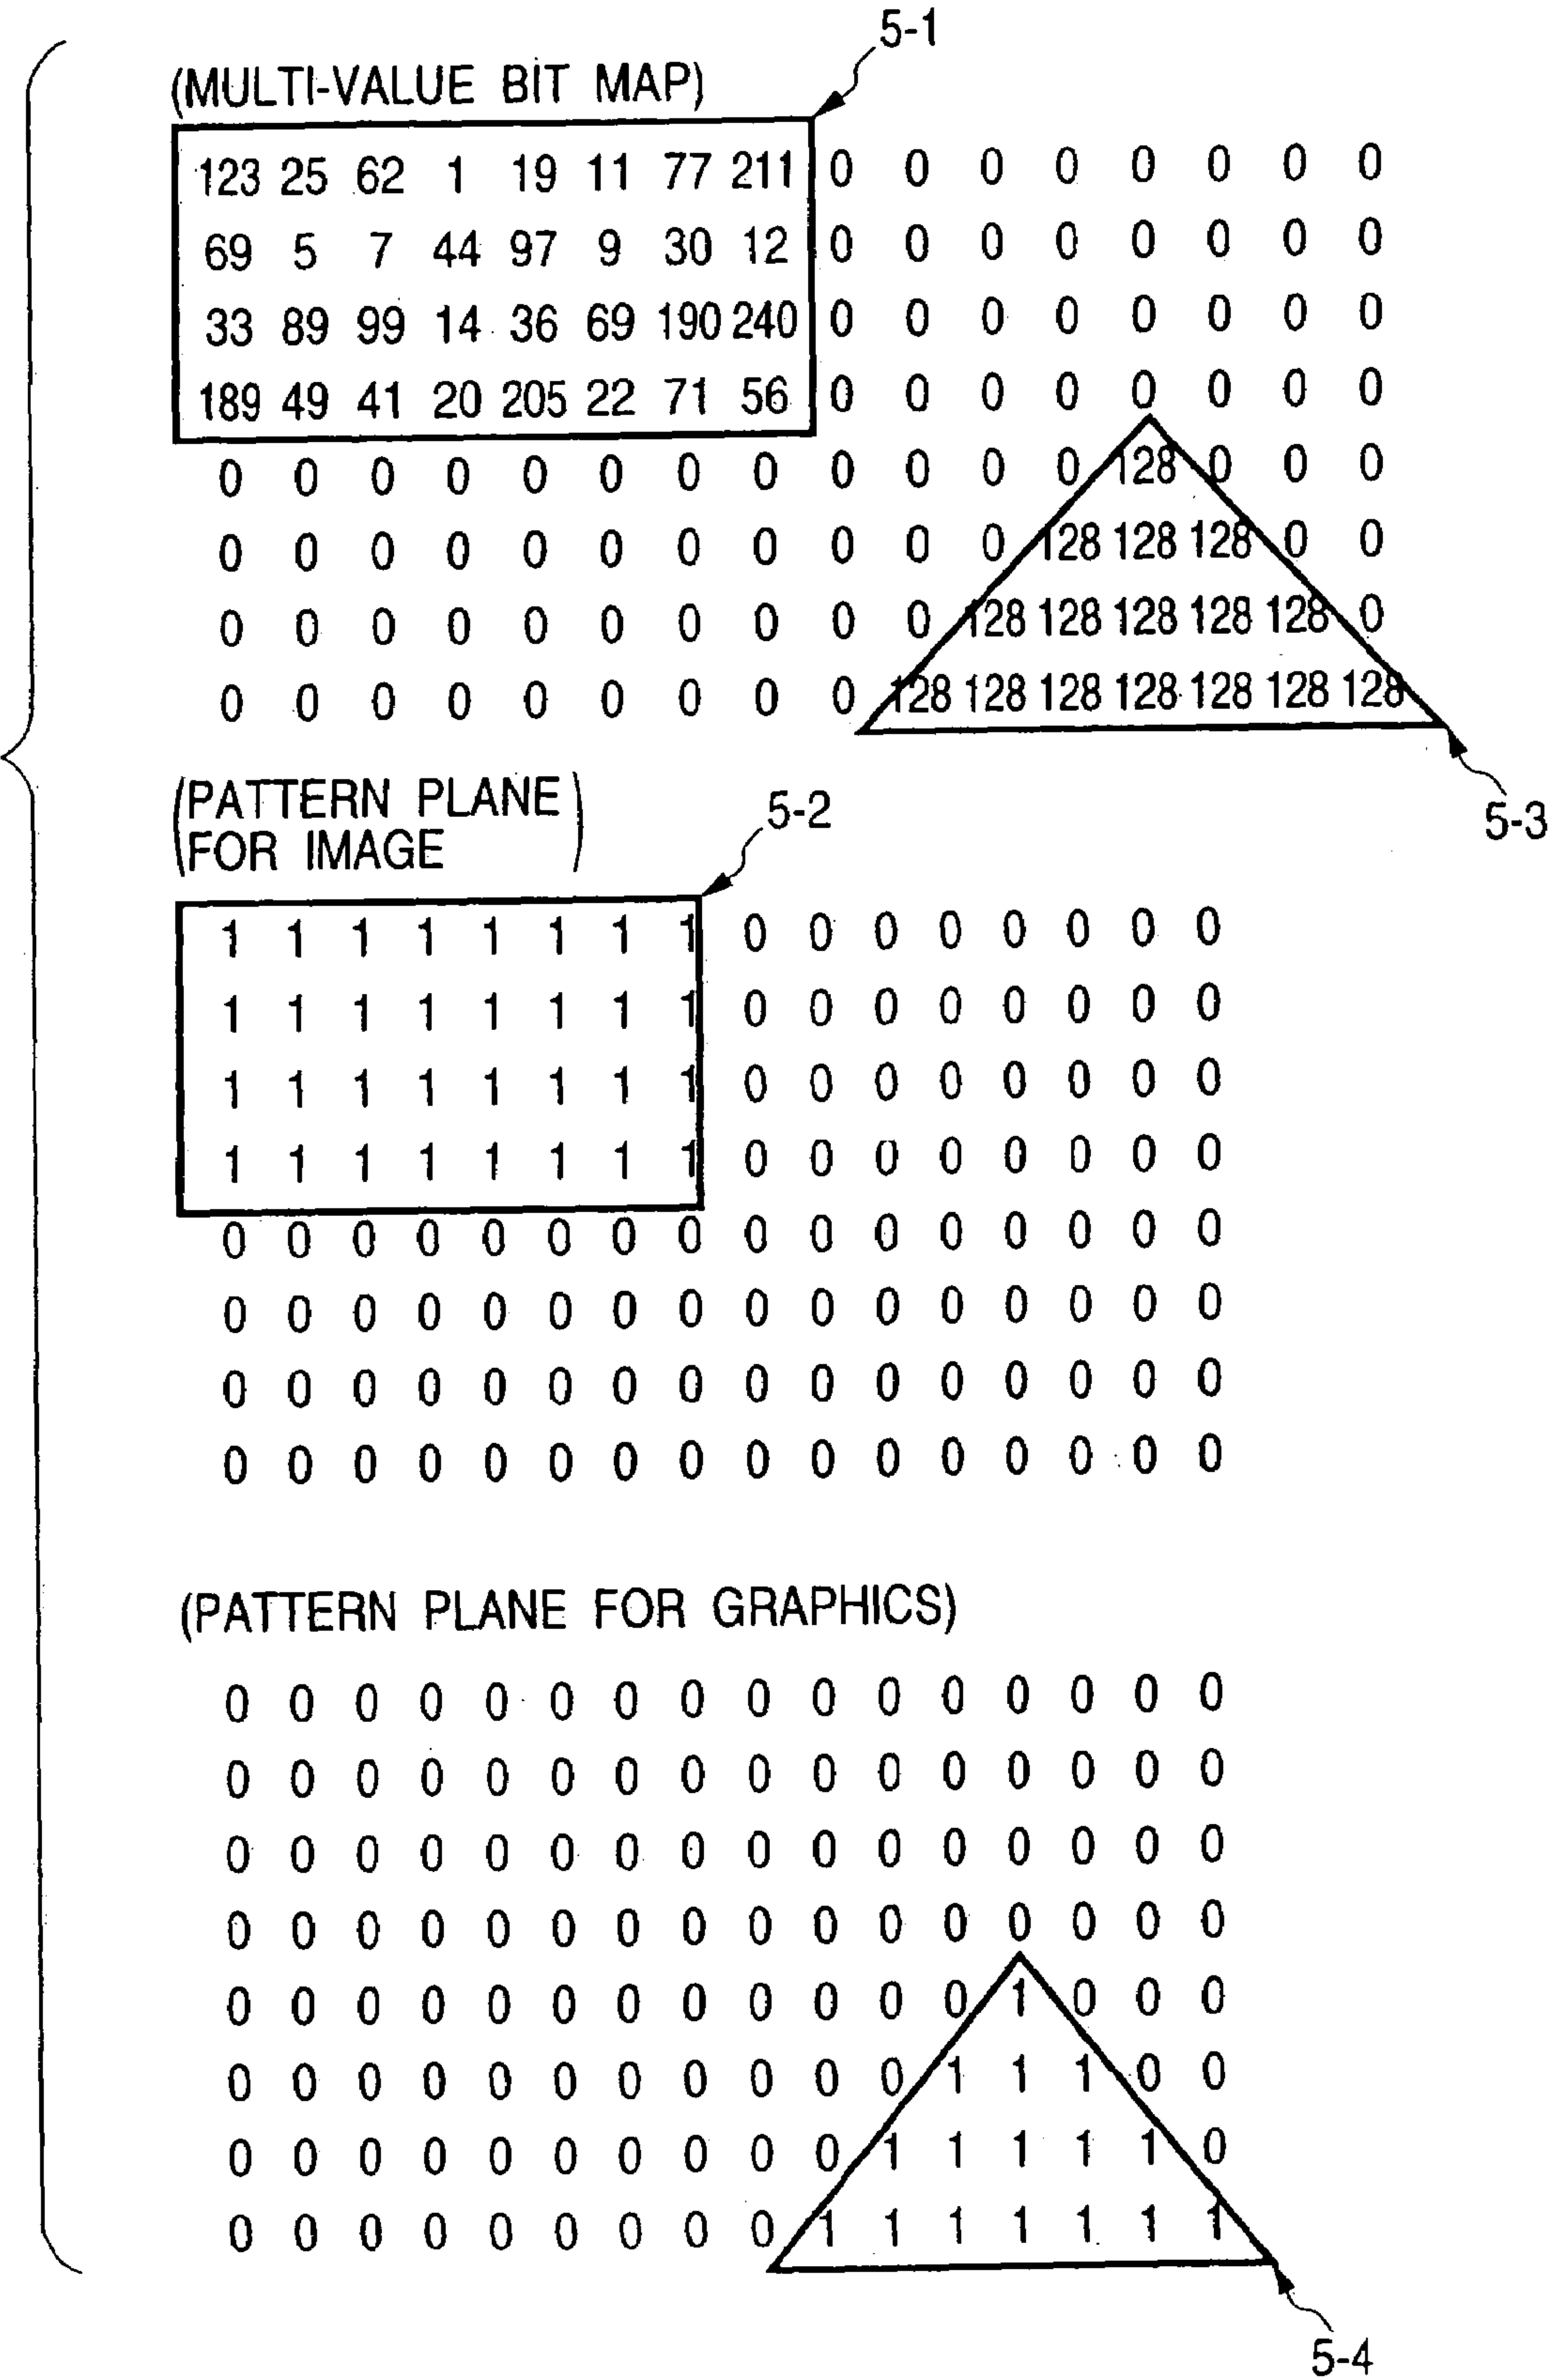 5-1
(MULTI-VALUE BIT MAP)
123 25 62 1 19 11 77 211 0 0 0 0 0 0 0 0
69 5 7 44 97 9 30 12 0 0 0 0 0 0 0 0
33 89 99 14 36 69 190 240 0 0 0 0 0 0 0 0
189 49 41 20 205 22 71 56 0 0 0 0 0 0 0 0
0 0 0 0 0 0 0 0 0 0 0 0 128 0 0 0
0 0 0 0 0 0 0 0 0 0 0 128 128 128 0 0
0 0 0 0 0 0 0 0 0 0 128 128 128 128 128 0
0 0 0 0 0 0 0 0 0 128 128 128 128 128 128 128
5-3
(PATTERN PLANE
FOR IMAGE)
5-2
1 1 1 1 1 1 1 1 0 0 0 0 0 0 0 0
1 1 1 1 1 1 1 1 0 0 0 0 0 0 0 0
1 1 1 1 1 1 1 1 0 0 0 0 0 0 0 0
1 1 1 1 1 1 1 1 0 0 0 0 0 0 0 0
0 0 0 0 0 0 0 0 0 0 0 0 0 0 0 0
0 0 0 0 0 0 0 0 0 0 0 0 0 0 0 0
0 0 0 0 0 0 0 0 0 0 0 0 0 0 0 0
0 0 0 0 0 0 0 0 0 0 0 0 0 0 0 0
(PATTERN PLANE FOR GRAPHICS)
0 0 0 0 0 0 0 0 0 0 0 0 0 0 0 0
0 0 0 0 0 0 0 0 0 0 0 0 0 0 0 0
0 0 0 0 0 0 0 0 0 0 0 0 0 0 0 0
0 0 0 0 0 0 0 0 0 0 0 0 0 0 0 0
0 0 0 0 0 0 0 0 0 0 0 0 1 0 0 0
0 0 0 0 0 0 0 0 0 0 0 1 1 1 0 0
0 0 0 0 0 0 0 0 0 0 1 1 1 1 1 0
0 0 0 0 0 0 0 0 0 1 1 1 1 1 1 1
5-4